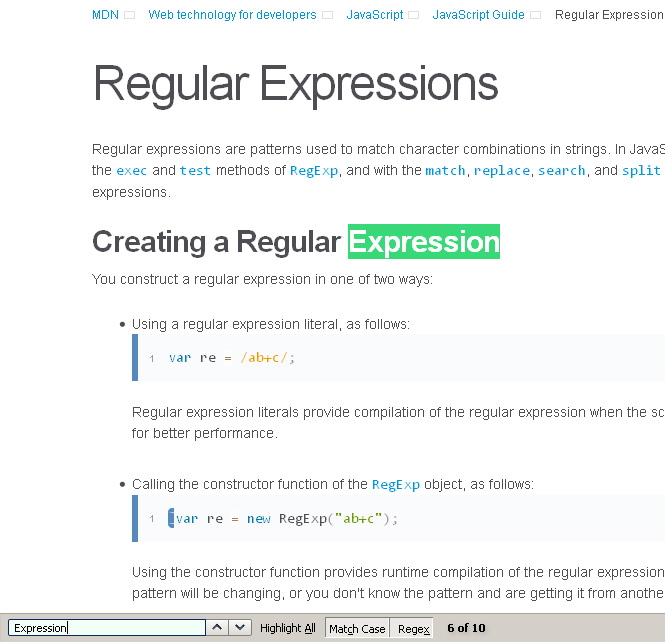 MDN Web technology for developers JavaScript JavaScript Guide Regular Expression
Regular Expressions
Regular expressions are patterns used to match character combinations in strings. In JavaS
the exec and test methods of RegExp, and with the match, replace, search, and split
expressions.
Creating a Regular Expression
You construct a regular expression in one of two ways:
• Using a regular expression literal, as follows:
1 var re = /ab+c/;
Regular expression literals provide compilation of the regular expression when the sc
for better performance.
• Calling the constructor function of the RegExp object, as follows:
1 var re = new RegExp("ab+c");
Using the constructor function provides runtime compilation of the regular expression
pattern will be changing, or you don't know the pattern and are getting it from anothe
Expression Highlight All Match Case Regex 6 of 10